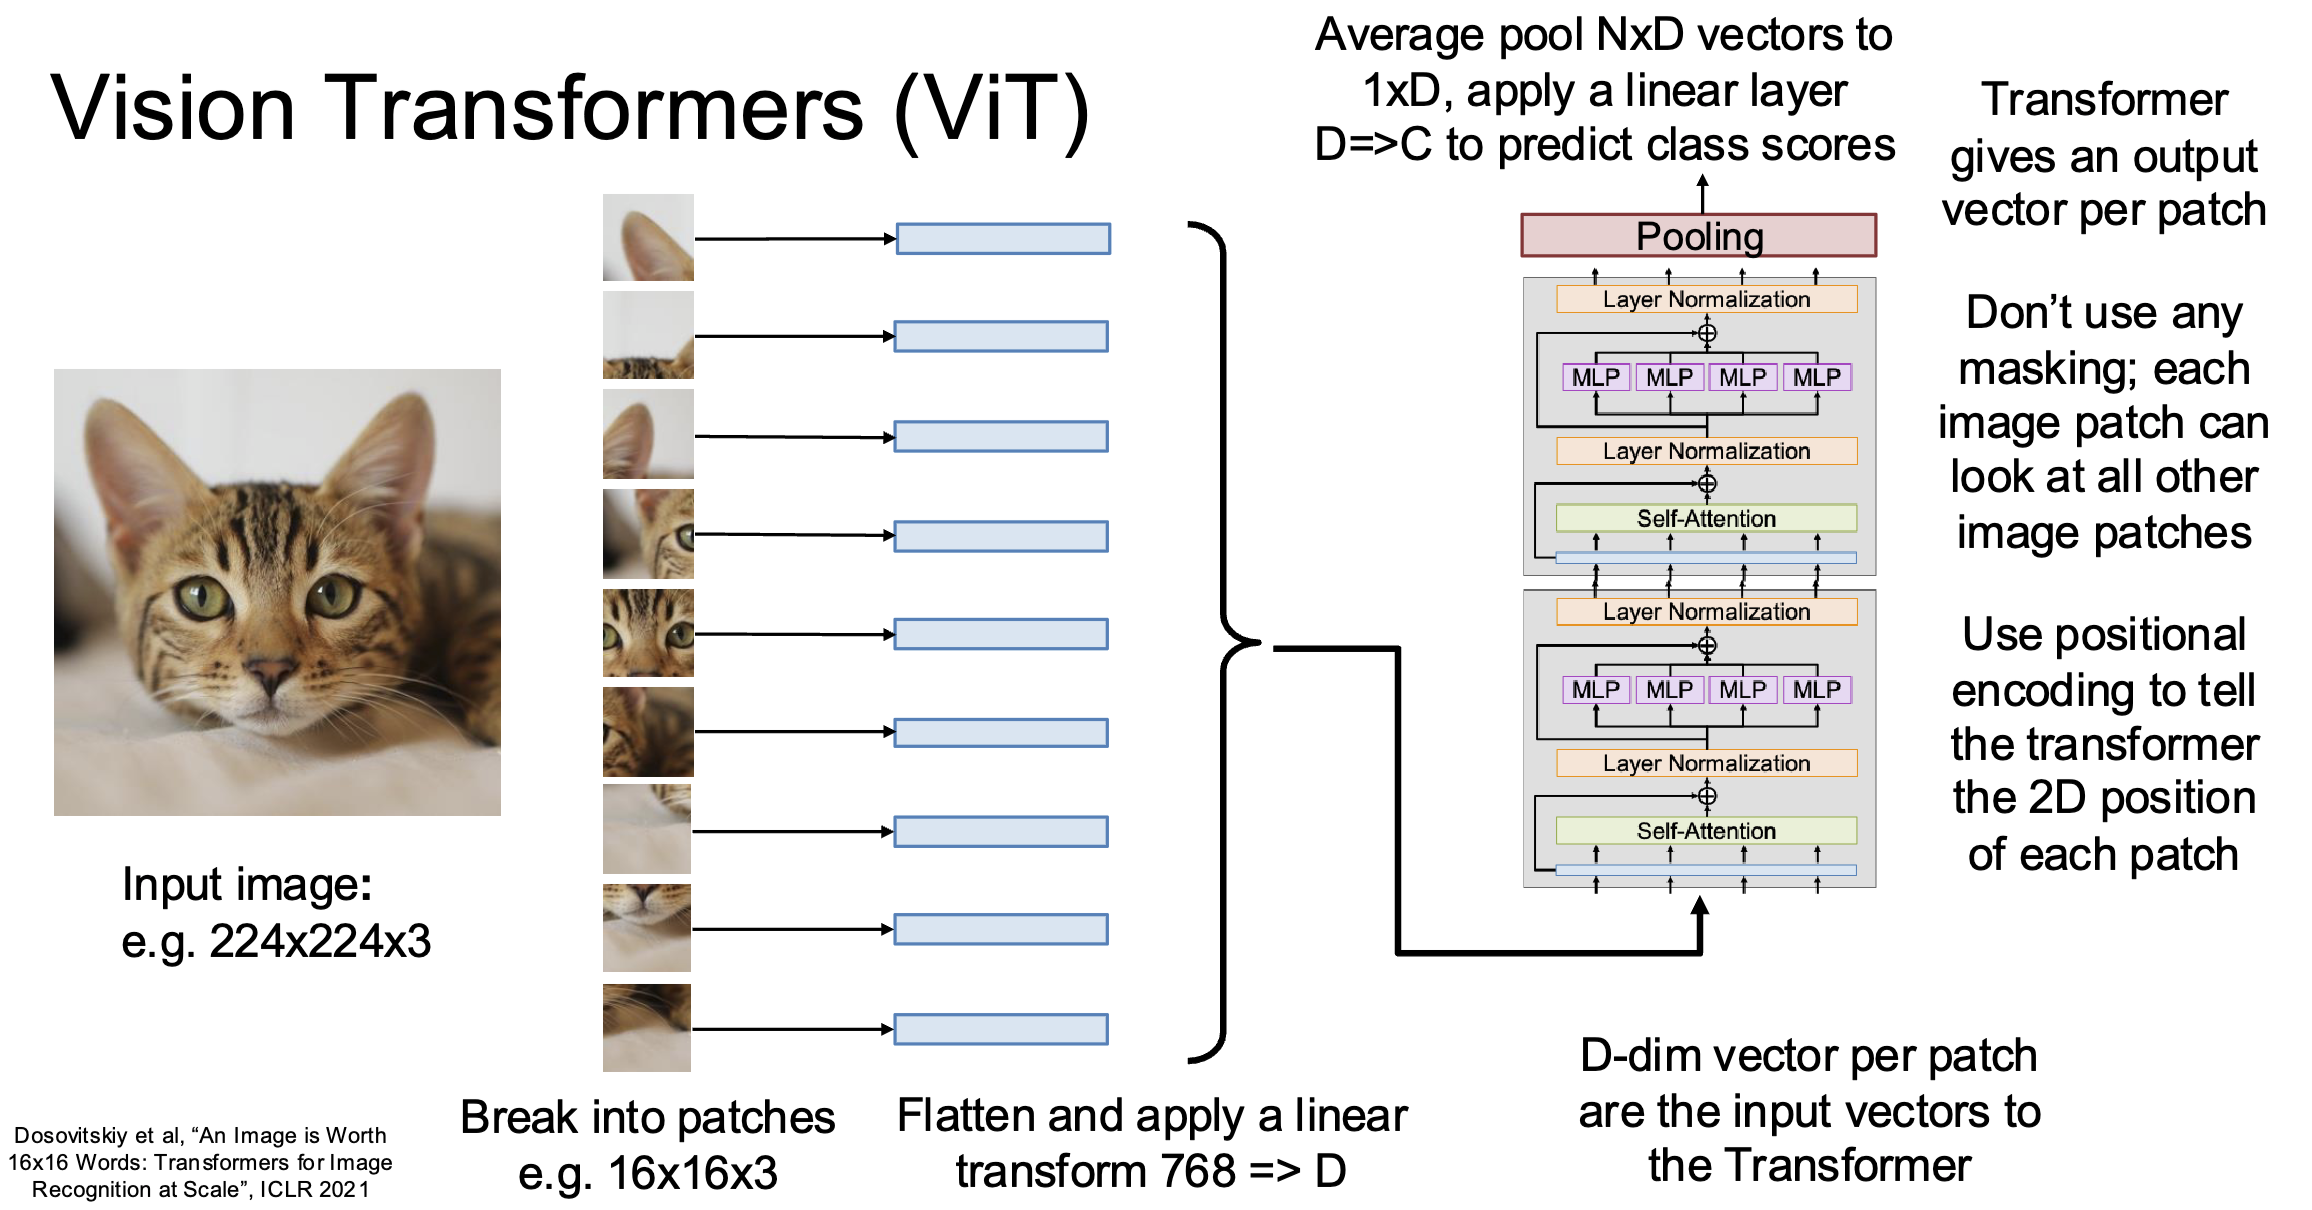 Vision Transformers (ViT)
Input image:
e.g. 224x224x3
Dosovitskiy et al, “An Image is Worth
16x16 Words: Transformers for Image
Recognition at Scale”, ICLR 2021
Break into patches
e.g. 16x16x3
Flatten and apply a linear
transform 768 => D
Average pool NxD vectors to
1xD, apply a linear layer
D=>C to predict class scores
Pooling
Layer Normalization
MLP MLP MLP MLP
Layer Normalization
Self-Attention
Layer Normalization
MLP MLP MLP MLP
Layer Normalization
Self-Attention
D-dim vector per patch
are the input vectors to
the Transformer
Transformer
gives an output
vector per patch
Don’t use any
masking; each
image patch can
look at all other
image patches
Use positional
encoding to tell
the transformer
the 2D position
of each patch